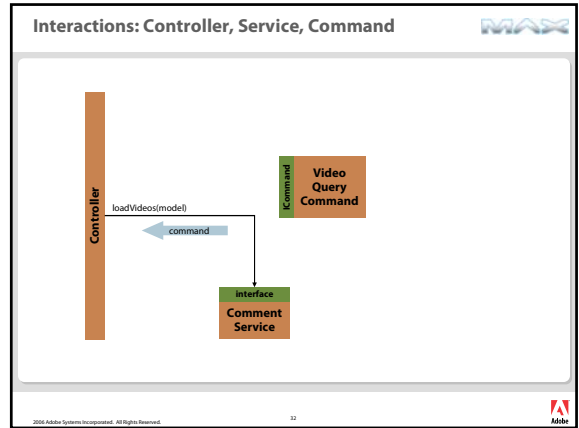 Interactions: Controller, Service, Command
MAX
Controller
loadVideos(model)
command
ICommand
Video
Query
Command
interface
Comment
Service
2006 Adobe Systems Incorporated. All Rights Reserved.
32
Adobe